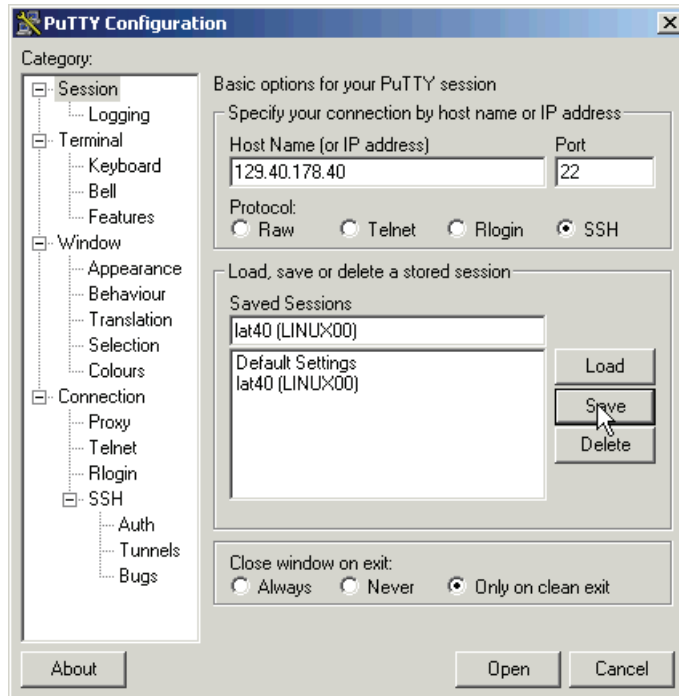 PuTTY Configuration
Category:
Session
Logging
Terminal
Keyboard
Bell
Features
Window
Appearance
Behaviour
Translation
Selection
Colours
Connection
Proxy
Telnet
Rlogin
SSH
Auth
Tunnels
Bugs
Basic options for your PuTTY session
Specify your connection by host name or IP address
Host Name (or IP address) Port
129.40.178.40 22
Protocol:
Raw Telnet Rlogin SSH
Load, save or delete a stored session
Saved Sessions
lat40 (LINUX00)
Default Settings
lat40 (LINUX00)
Load
Save
Delete
Close window on exit:
Always Never Only on clean exit
About Open Cancel